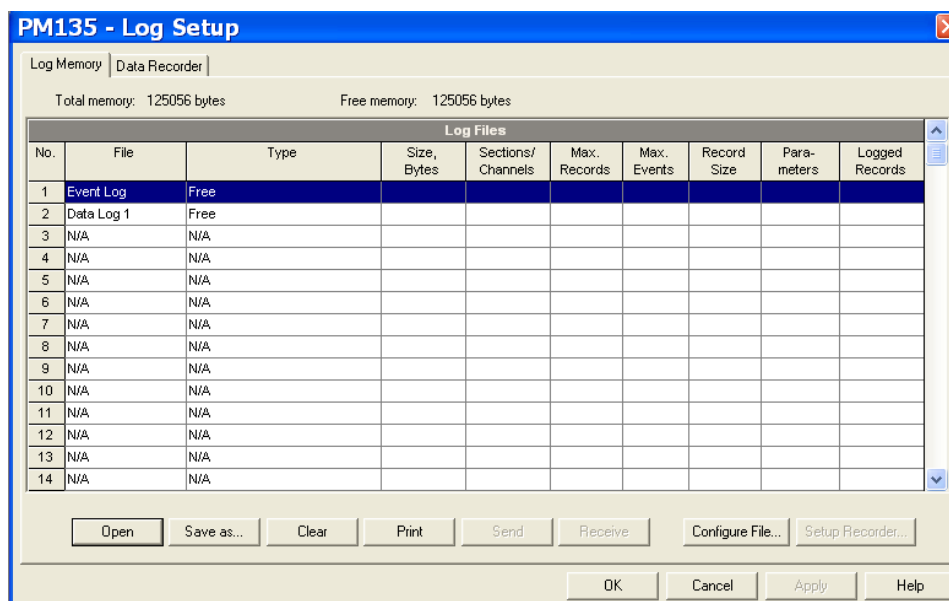 PM135 - Log Setup
Log Memory Data Recorder
Total memory: 125056 bytes Free memory: 125056 bytes
Log Files
No. File Type Size, Bytes Sections/ Channels Max. Records Max. Events Record Size Para- meters Logged Records
1 Event Log Free
2 Data Log 1 Free
3 N/A N/A
4 N/A N/A
5 N/A N/A
6 N/A N/A
7 N/A N/A
8 N/A N/A
9 N/A N/A
10 N/A N/A
11 N/A N/A
12 N/A N/A
13 N/A N/A
14 N/A N/A
Open Save as... Clear Print Send Receive Configure File... Setup Recorder...
OK Cancel Apply Help